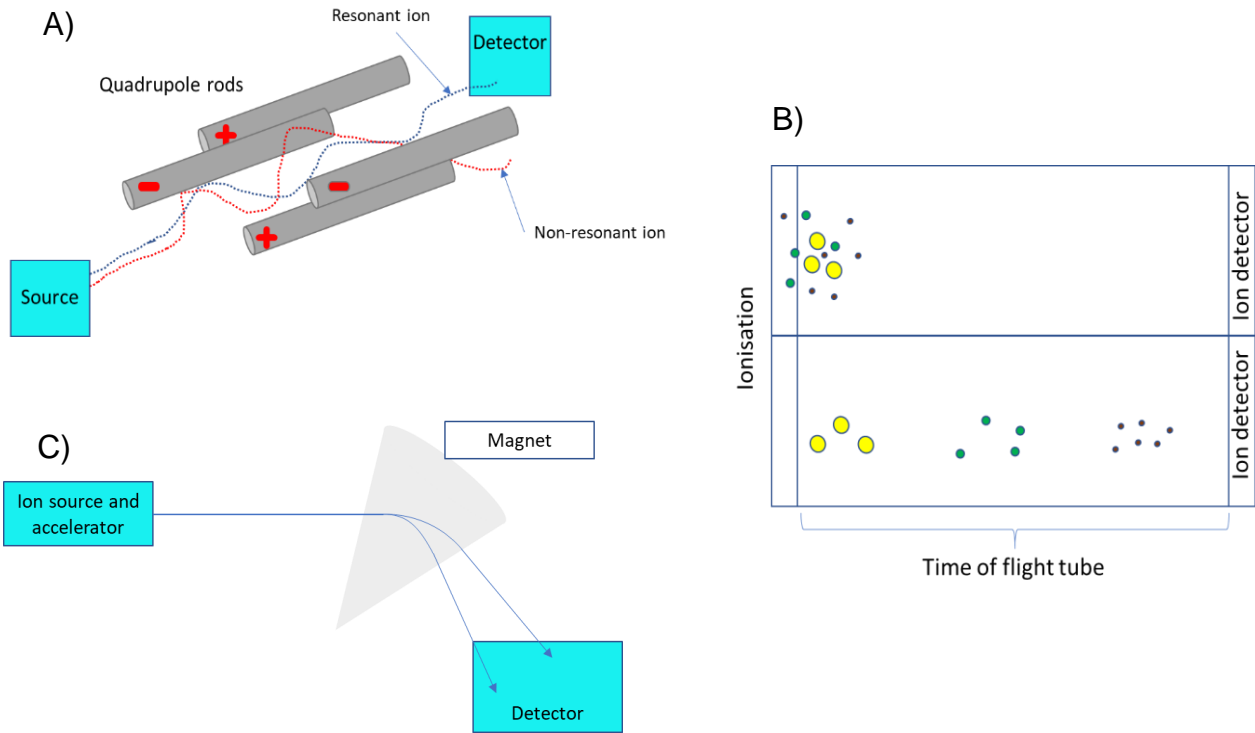 A)
Resonant ion
Detector
Quadrupole rods
+
-
-
+
Non-resonant ion
Source
B)
Ionisation
Ion detector
Ion detector
Time of flight tube
C)
Magnet
Ion source and
accelerator
Detector